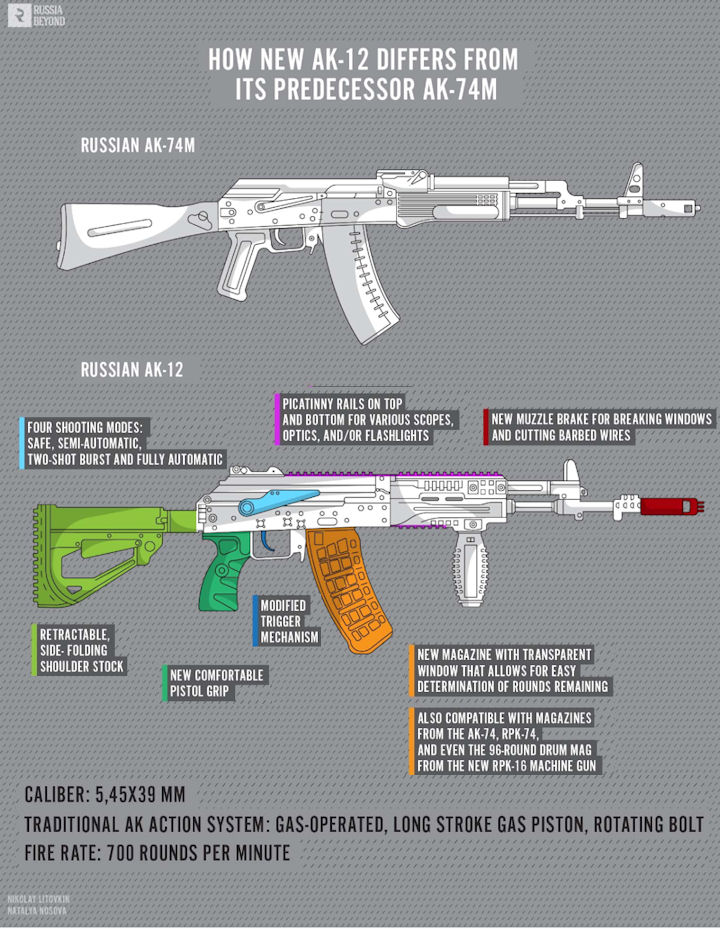 RUSSIA
BEYOND
HOW NEW AK-12 DIFFERS FROM
ITS PREDECESSOR AK-74M
RUSSIAN AK-74M
RUSSIAN AK-12
PICATINNY RAILS ON TOP
AND BOTTOM FOR VARIOUS SCOPES,
OPTICS, AND/OR FLASHLIGHTS
NEW MUZZLE BRAKE FOR BREAKING WINDOWS
AND CUTTING BARBED WIRES
FOUR SHOOTING MODES:
SAFE, SEMI-AUTOMATIC,
TWO-SHOT BURST AND FULLY AUTOMATIC
MODIFIED
TRIGGER
MECHANISM
RETRACTABLE,
SIDE- FOLDING
SHOULDER STOCK
NEW COMFORTABLE
PISTOL GRIP
NEW MAGAZINE WITH TRANSPARENT
WINDOW THAT ALLOWS FOR EASY
DETERMINATION OF ROUNDS REMAINING
ALSO COMPATIBLE WITH MAGAZINES
FROM THE AK-74, RPK-74,
AND EVEN THE 96-ROUND DRUM MAG
FROM THE NEW RPK-16 MACHINE GUN
CALIBER: 5,45X39 MM
TRADITIONAL AK ACTION SYSTEM: GAS-OPERATED, LONG STROKE GAS PISTON, ROTATING BOLT
FIRE RATE: 700 ROUNDS PER MINUTE
NIKOLAY LITOVKIN
NATALYA NOSOVA